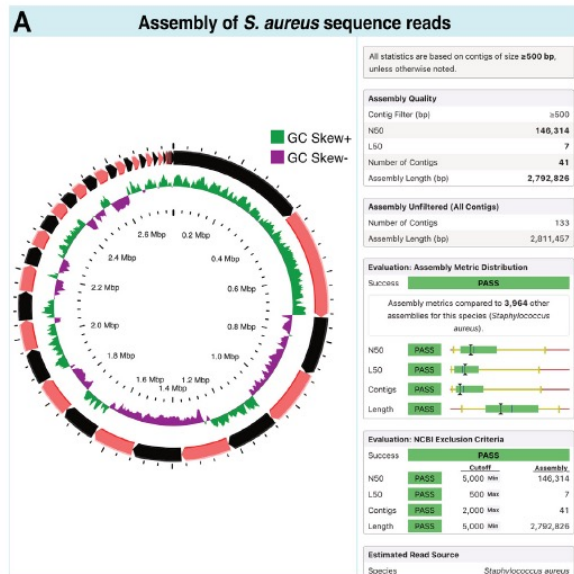 A
Assembly of S. aureus sequence reads
GC Skew+
GC Skew-
0.2 Mbp
0.4 Mbp
0.6 Mbp
0.8 Mbp
1.0 Mbp
1.2 Mbp
1.4 Mbp
1.6 Mbp
1.8 Mbp
2.0 Mbp
2.2 Mbp
2.4 Mbp
2.6 Mbp
All statistics are based on contigs of size ≥500 bp,
unless otherwise noted.
Assembly Quality
Contig Filter (bp) ≥500
N50 146,314
L50 7
Number of Contigs 41
Assembly Length (bp) 2,792,826
Assembly Unfiltered (All Contigs)
Number of Contigs 133
Assembly Length (bp) 2,811,457
Evaluation: Assembly Metric Distribution
Success PASS
Assembly metrics compared to 3,964 other
assemblies for this species (Staphylococcus
aureus).
N50 PASS
L50 PASS
Contigs PASS
Length PASS
Evaluation: NCBI Exclusion Criteria
Success PASS
Cutoff Assembly
N50 PASS 5,000 Min 146,314
L50 PASS 500 Max 7
Contigs PASS 2,000 Max 41
Length PASS 5,000 Min 2,792,826
Estimated Read Source
Species Staphylococcus aureus